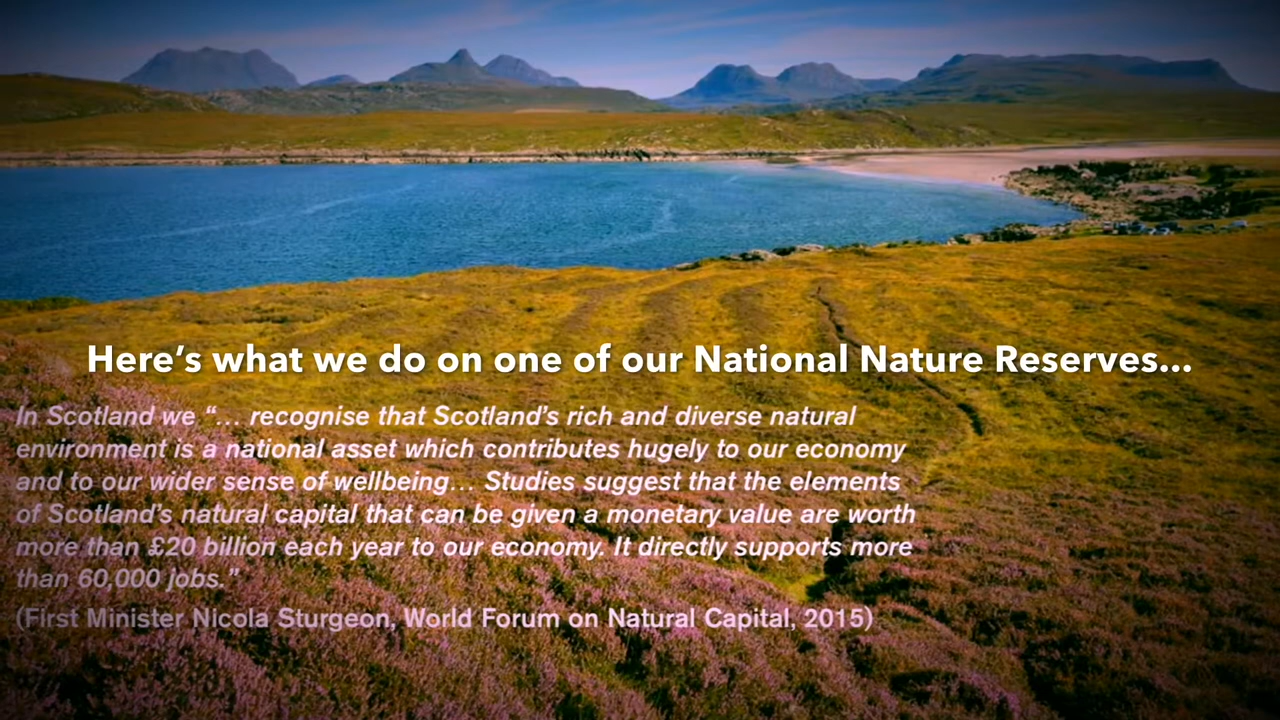 Here’s what we do on one of our National Nature Reserves...
In Scotland we “… recognise that Scotland’s rich and diverse natural
environment is a national asset which contributes hugely to our economy
and to our wider sense of wellbeing… Studies suggest that the elements
of Scotland’s natural capital that can be given a monetary value are worth
more than £20 billion each year to our economy. It directly supports more
than 60,000 jobs.”
(First Minister Nicola Sturgeon, World Forum on Natural Capital, 2015)